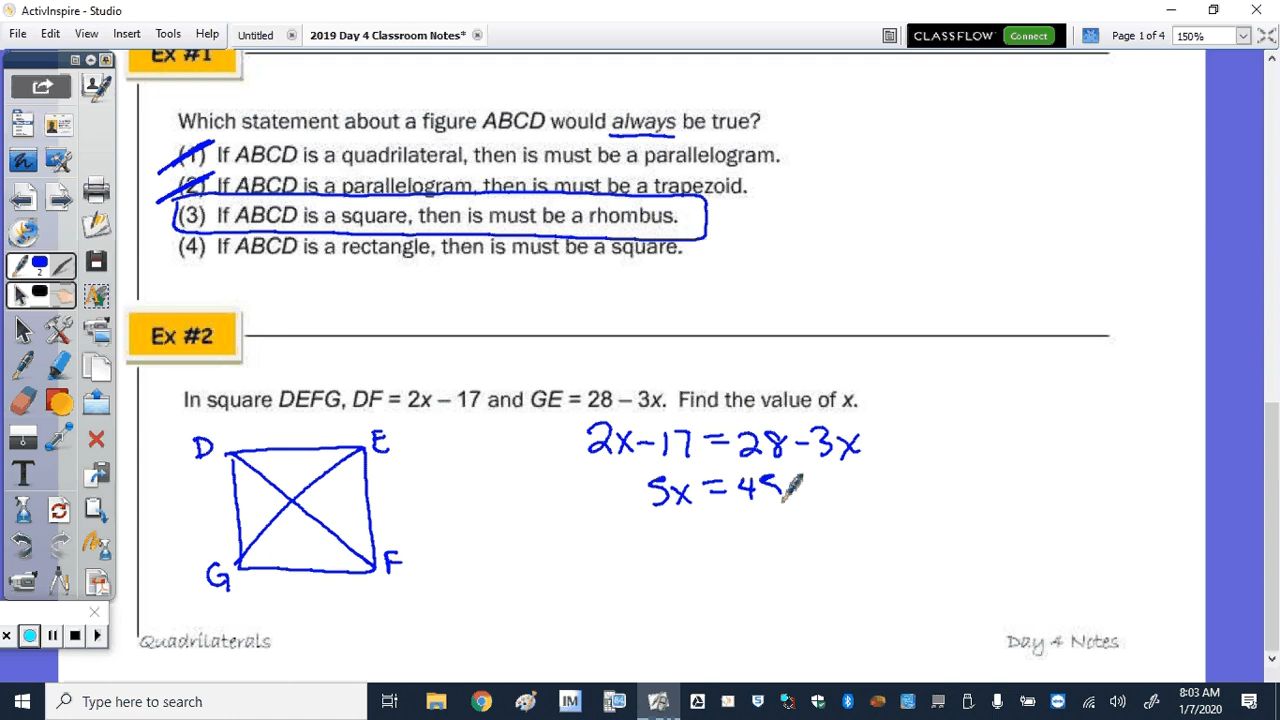 ActivInspire - Studio
File Edit View Insert Tools Help
Untitled
2019 Day 4 Classroom Notes*
CLASSFLOW Connect
Page 1 of 4
150%
Ex #1
Which statement about a figure ABCD would always be true?
(1) If ABCD is a quadrilateral, then is must be a parallelogram.
(2) If ABCD is a parallelogram, then is must be a trapezoid.
(3) If ABCD is a square, then is must be a rhombus.
(4) If ABCD is a rectangle, then is must be a square.
2
Ex #2
In square DEFG, DF = 2x – 17 and GE = 28 – 3x. Find the value of x.
D E
G F
2x-17 = 28-3x
5x = 45
Quadrilaterals
Day 4 Notes
Type here to search
IM
8:03 AM
1/7/2020